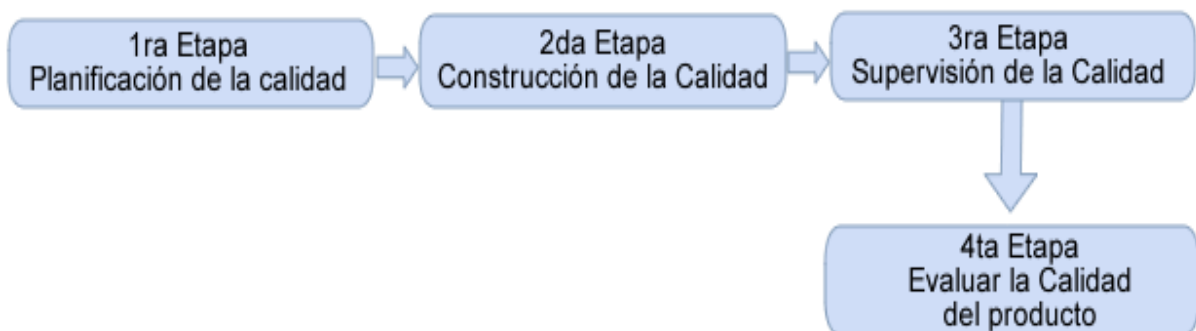 1ra Etapa
Planificación de la calidad
2da Etapa
Construcción de la Calidad
3ra Etapa
Supervisión de la Calidad
4ta Etapa
Evaluar la Calidad
del producto